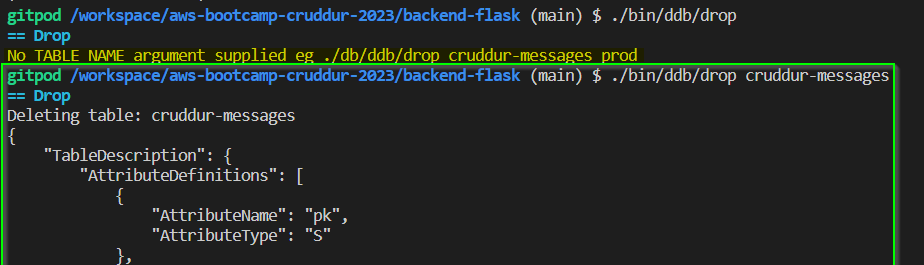 gitpod /workspace/aws-bootcamp-cruddur-2023/backend-flask (main) $ ./bin/ddb/drop
== Drop
No TABLE NAME argument supplied eg ./db/ddb/drop cruddur-messages prod
gitpod /workspace/aws-bootcamp-cruddur-2023/backend-flask (main) $ ./bin/ddb/drop cruddur-messages
== Drop
Deleting table: cruddur-messages
{
    "TableDescription": {
        "AttributeDefinitions": [
            {
                "AttributeName": "pk",
                "AttributeType": "S"
            },